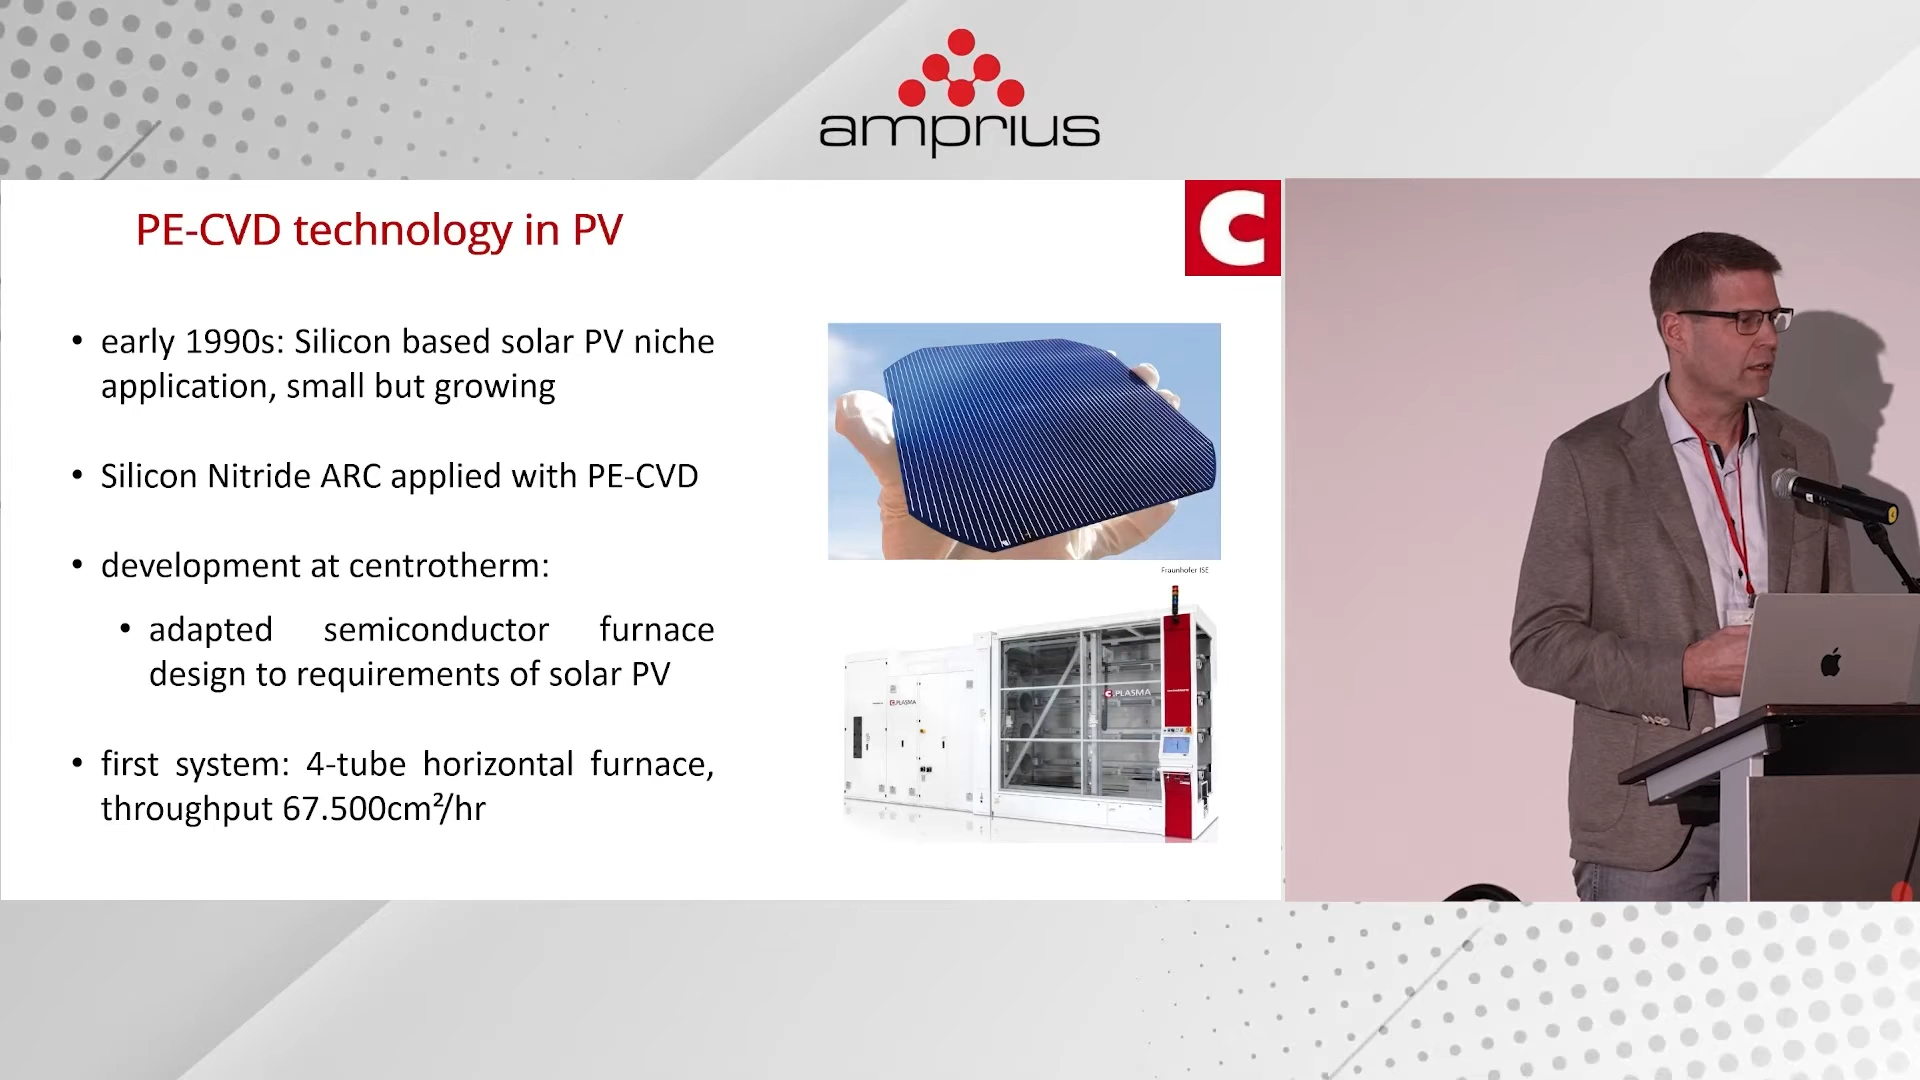 amprius
PE-CVD technology in PV
C
• early 1990s: Silicon based solar PV niche
application, small but growing
• Silicon Nitride ARC applied with PE-CVD
• development at centrotherm:
• adapted semiconductor furnace
design to requirements of solar PV
• first system: 4-tube horizontal furnace,
throughput 67.500cm²/hr
Fraunhofer ISE
C.PLASMA
C.PLASMA